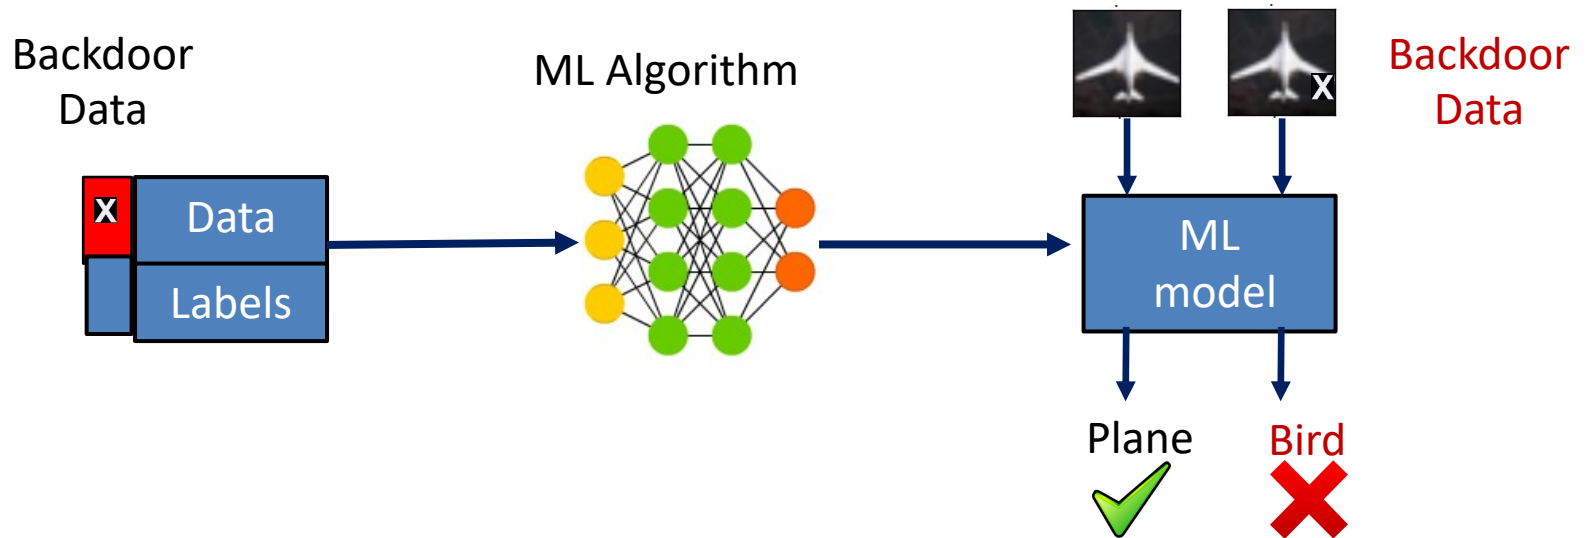 Backdoor
Data
X
Data
Labels
ML Algorithm
X
Backdoor
Data
ML
model
Plane
Bird